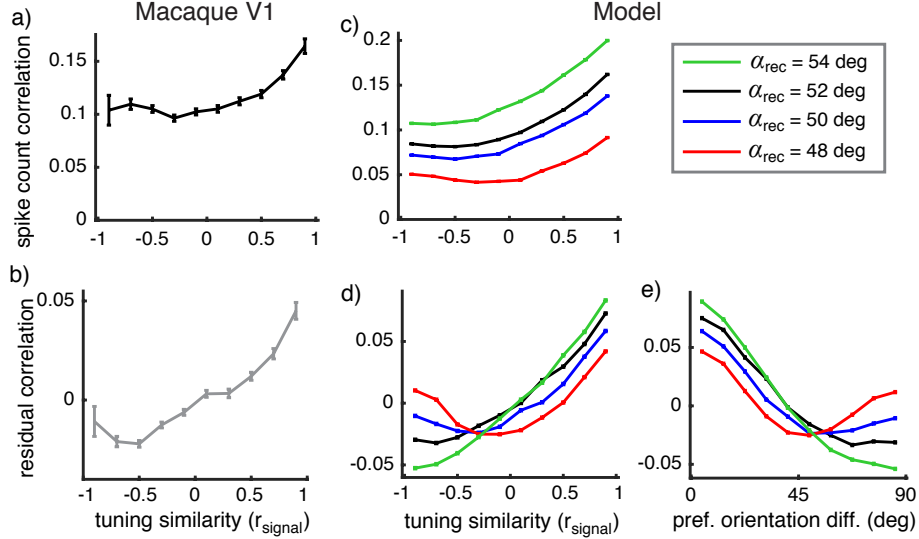 Macaque V1
Model
a)
spike count correlation
0.15
0.1
0.05
0
-1
-0.5
0
0.5
1
c)
0.2
0.15
0.1
0.05
0
-1
-0.5
0
0.5
1
α_rec = 54 deg
α_rec = 52 deg
α_rec = 50 deg
α_rec = 48 deg
b)
residual correlation
0.05
0
-1
-0.5
0
0.5
1
tuning similarity (r_signal)
d)
0.05
0
-0.05
-1
-0.5
0
0.5
1
tuning similarity (r_signal)
e)
0.05
0
-0.05
0
45
90
pref. orientation diff. (deg)